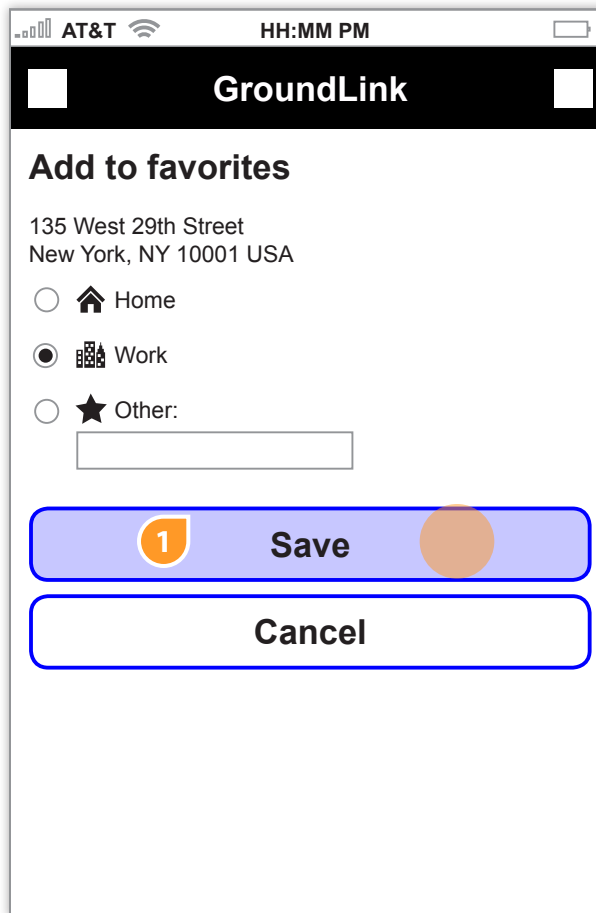 AT&T HH:MM PM
GroundLink
Add to favorites
135 West 29th Street
New York, NY 10001 USA
Home
Work
Other:
1 Save
Cancel